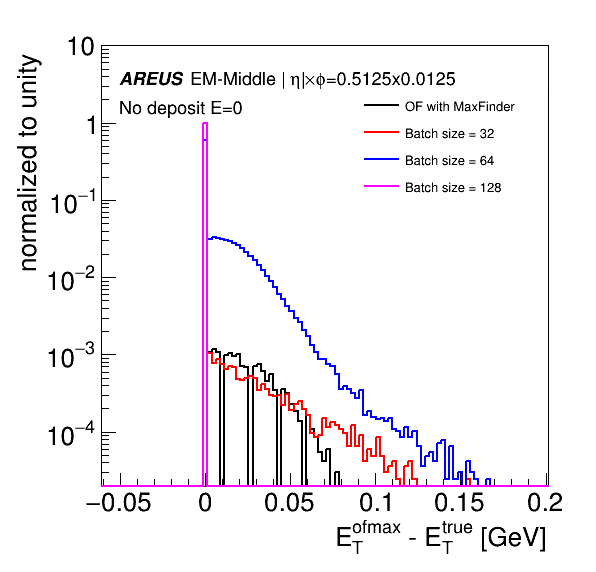 normalized to unity
10
1
10⁻¹
10⁻²
10⁻³
10⁻⁴
AREUS EM-Middle | η|×ϕ=0.5125x0.0125
No deposit E=0
OF with MaxFinder
Batch size = 32
Batch size = 64
Batch size = 128
−0.05 0 0.05 0.1 0.15 0.2
E_T^ofmax - E_T^true [GeV]